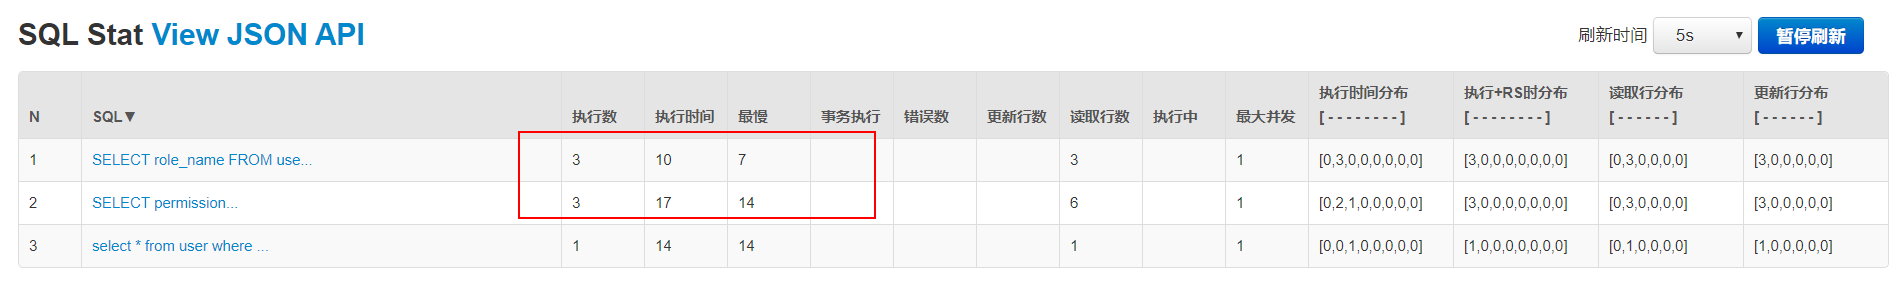 SQL Stat View JSON API
刷新时间 5s 暂停刷新
N SQL▼ 执行数 执行时间 最慢 事务执行 错误数 更新行数 读取行数 执行中 最大并发 执行时间分布 [ - - - - - - - - ] 执行+RS时分布 [ - - - - - - - - ] 读取行分布 [ - - - - - - ] 更新行分布 [ - - - - - - ]
1 SELECT role_name FROM use... 3 10 7 3 1 [0,3,0,0,0,0,0,0] [3,0,0,0,0,0,0,0] [0,3,0,0,0,0] [3,0,0,0,0,0]
2 SELECT permission... 3 17 14 6 1 [0,2,1,0,0,0,0,0] [3,0,0,0,0,0,0,0] [0,3,0,0,0,0] [3,0,0,0,0,0]
3 select * from user where ... 1 14 14 1 1 [0,0,1,0,0,0,0,0] [1,0,0,0,0,0,0,0] [0,1,0,0,0,0] [1,0,0,0,0,0]